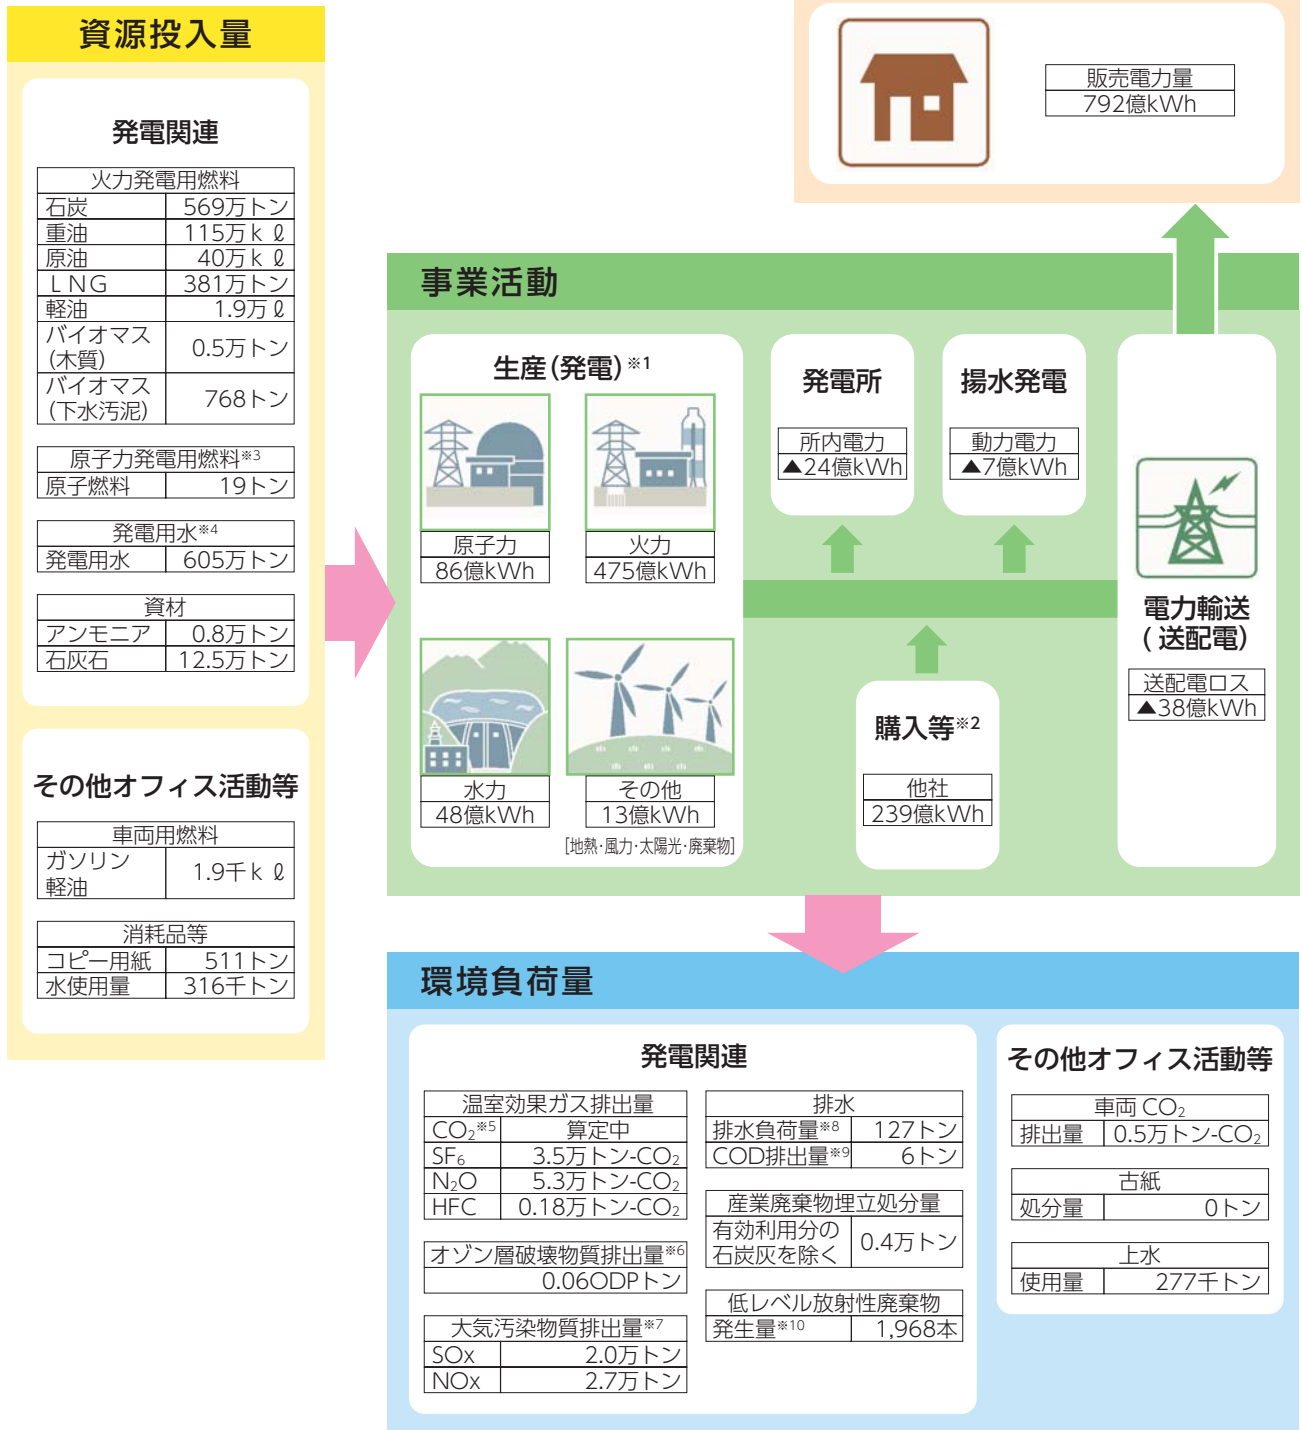 資源投入量
発電関連
火力発電用燃料
石炭 569万トン
重油 115万ｋℓ
原油 40万ｋℓ
ＬＮＧ 381万トン
軽油 1.9万ℓ
バイオマス
(木質) 0.5万トン
バイオマス
(下水汚泥) 768トン
原子力発電用燃料※3
原子燃料 19トン
発電用水※4
発電用水 605万トン
資材
アンモニア 0.8万トン
石灰石 12.5万トン
その他オフィス活動等
車両用燃料
ガソリン
軽油 1.9千ｋℓ
消耗品等
コピー用紙 511トン
水使用量 316千トン
販売電力量
792億kWh
事業活動
生産(発電)※1
原子力
86億kWh
火力
475億kWh
水力
48億kWh
その他
13億kWh
[地熱・風力・太陽光・廃棄物]
発電所
所内電力
▲24億kWh
揚水発電
動力電力
▲7億kWh
購入等※2
他社
239億kWh
電力輸送
(送配電)
送配電ロス
▲38億kWh
環境負荷量
発電関連
温室効果ガス排出量
CO₂※5 算定中
SF₆ 3.5万トン-CO₂
N₂O 5.3万トン-CO₂
HFC 0.18万トン-CO₂
オゾン層破壊物質排出量※6
0.06ODPトン
大気汚染物質排出量※7
SOx 2.0万トン
NOx 2.7万トン
排水
排水負荷量※8 127トン
COD排出量※9 6トン
産業廃棄物埋立処分量
有効利用分の
石炭灰を除く 0.4万トン
低レベル放射性廃棄物
発生量※10 1,968本
その他オフィス活動等
車両 CO₂
排出量 0.5万トン-CO₂
古紙
処分量 0トン
上水
使用量 277千トン